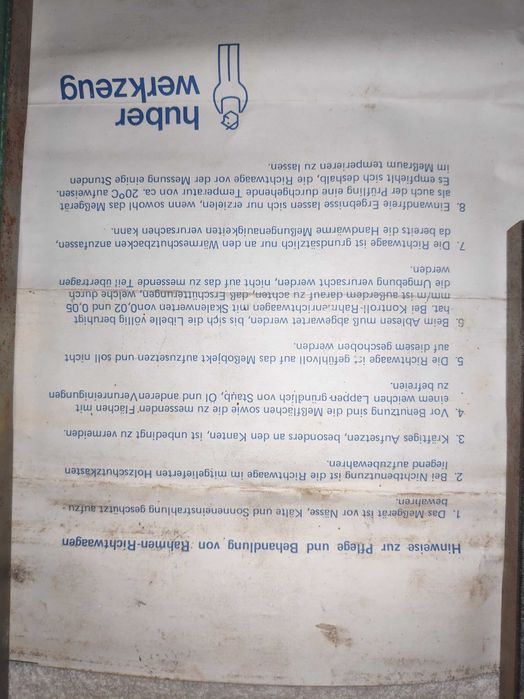 Hinweise zur Pflege und Behandlung von Rahmen-Richtwaagen
1. Das Meßgerät ist vor Nässe, Kälte und Sonneneinstrahlung geschützt aufzu-
bewahren.
2. Bei Nichtbenutzung ist die Richtwaage im mitgelieferten Holzschutzkasten
liegend aufzubewahren.
3. Kräftiges Aufsetzen, besonders an den Kanten, ist unbedingt zu vermeiden.
4. Vor Benutzung sind die Meßflächen sowie die zu messenden Flächen mit
einem weichen Lappen gründlich von Staub, Öl und anderen Verunreinigungen
zu befreien.
5. Die Richtwaage ist gefühlvoll auf das Meßobjekt aufzusetzen und soll nicht
auf diesem geschoben werden.
6. Beim Ablesen muß abgewartet werden, bis sich die Libelle völlig beruhigt
hat. Bei Kontroll-Rahmenrichtwaagen mit Skalenwerten von 0,02 und 0,05
mm/m ist außerdem darauf zu achten, daß Erschütterungen, welche durch
die Umgebung verursacht werden, nicht auf das zu messende Teil übertragen
werden.
7. Die Richtwaage ist grundsätzlich nur an den Wärmeschutzbacken anzufassen,
da bereits die Handwärme Meßungenauigkeiten verursachen kann.
8. Einwandfreie Ergebnisse lassen sich nur erzielen, wenn sowohl das Meßgerät
als auch der Prüfling eine durchgehende Temperatur von ca. 20°C aufweisen.
Es empfiehlt sich deshalb, die Richtwaage vor der Messung einige Stunden
im Meßraum temperieren zu lassen.
huber
werkzeug